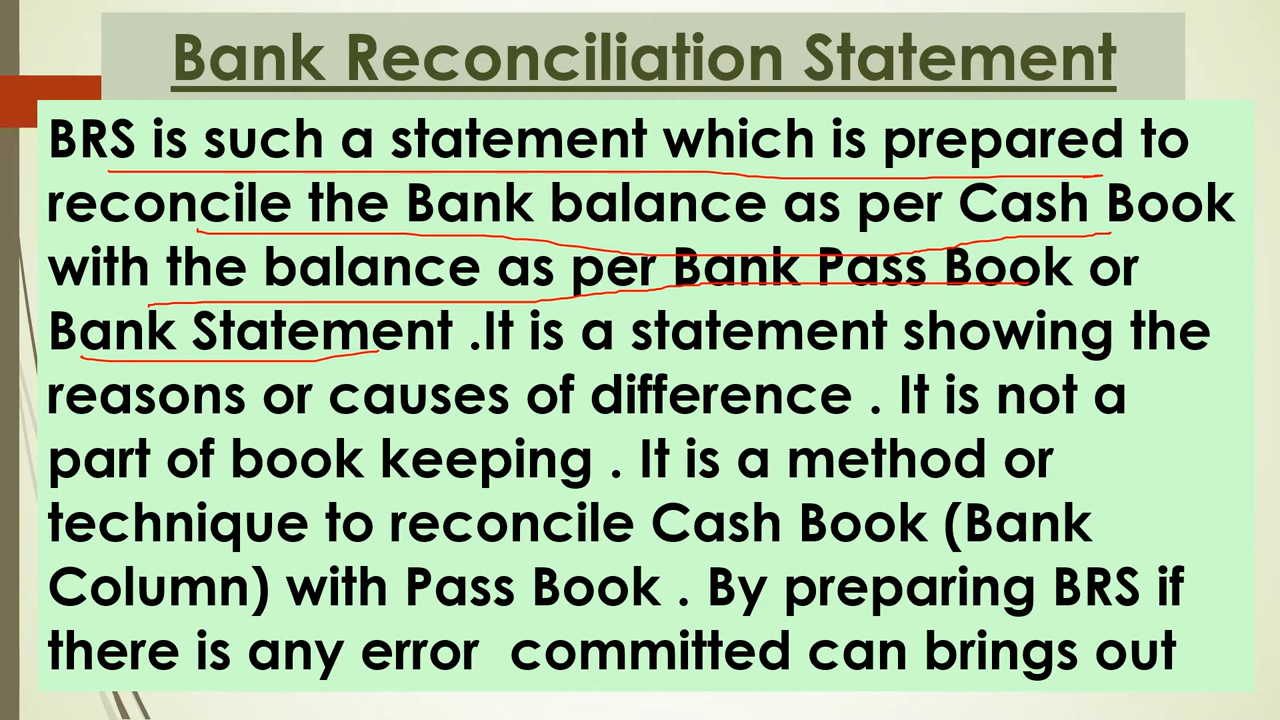 Bank Reconciliation Statement
BRS is such a statement which is prepared to
reconcile the Bank balance as per Cash Book
with the balance as per Bank Pass Book or
Bank Statement .It is a statement showing the
reasons or causes of difference . It is not a
part of book keeping . It is a method or
technique to reconcile Cash Book (Bank
Column) with Pass Book . By preparing BRS if
there is any error  committed can brings out